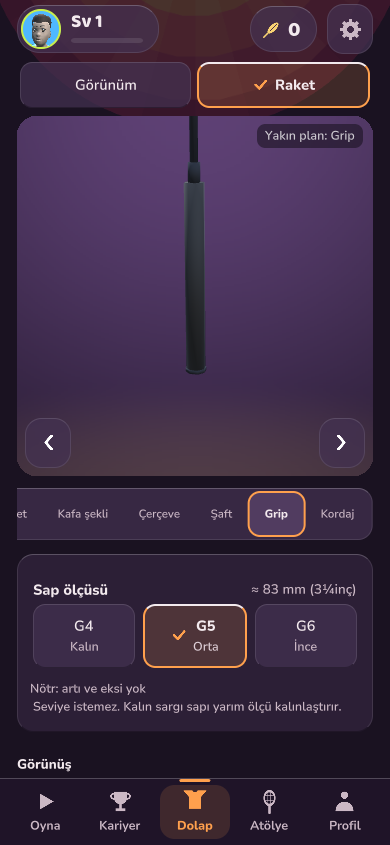 Sv 1
0
Görünüm
Raket
Yakın plan: Grip
et
Kafa şekli
Çerçeve
Şaft
Grip
Kordaj
Sap ölçüsü
≈ 83 mm (3¼inç)
G4
Kalın
G5
Orta
G6
İnce
Nötr: artı ve eksi yok
Seviye istemez. Kalın sargı sapı yarım ölçü kalınlaştırır.
Görünüş
Oyna
Kariyer
Dolap
Atölye
Profil